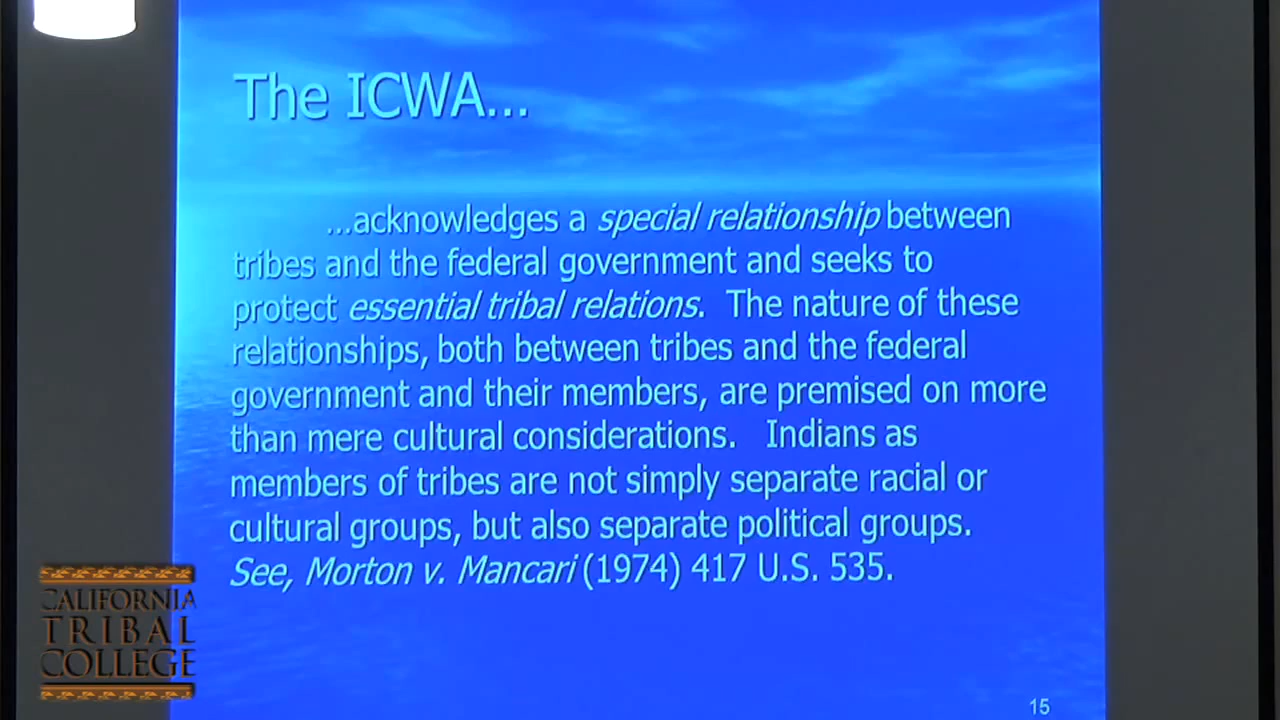 The ICWA...
...acknowledges a special relationship between
tribes and the federal government and seeks to
protect essential tribal relations. The nature of these
relationships, both between tribes and the federal
government and their members, are premised on more
than mere cultural considerations. Indians as
members of tribes are not simply separate racial or
cultural groups, but also separate political groups.
See, Morton v. Mancari (1974) 417 U.S. 535.
CALIFORNIA
TRIBAL
COLLEGE
15